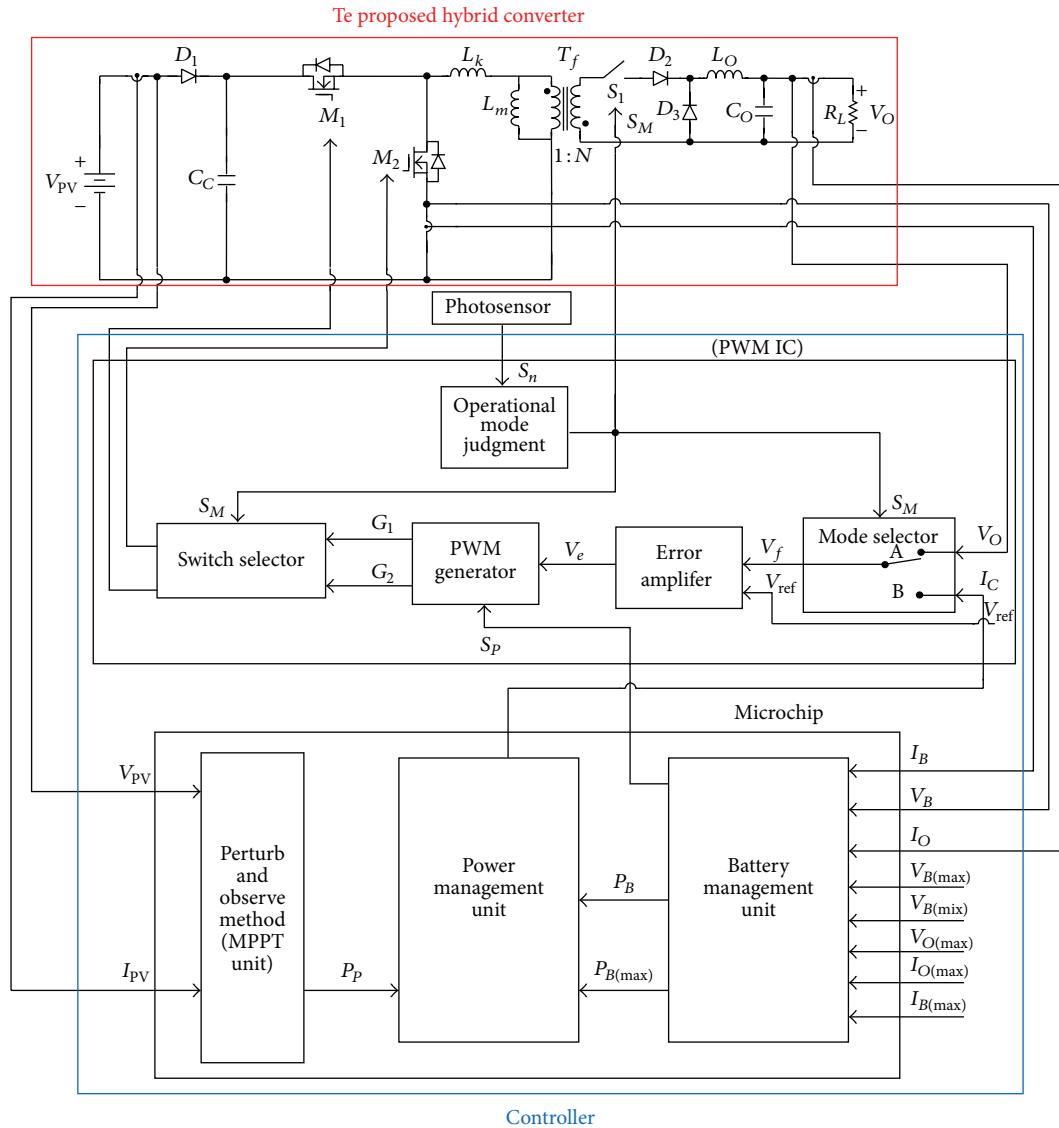 Te proposed hybrid converter
D1
M1
Lk
Lm
Tf
1 : N
S1
SM
D2
D3
LO
CO
RL
+
−
VO
M2
+
VPV
−
CC
Photosensor
(PWM IC)
Sn
Operational
mode
judgment
SM
Switch selector
G1
G2
PWM
generator
SP
Ve
Error
amplifer
Vf
Vref
SM
Mode selector
A
B
VO
IC
Vref
Microchip
VPV
IPV
Perturb
and
observe
method
(MPPT
unit)
PP
Power
management
unit
PB
PB(max)
Battery
management
unit
IB
VB
IO
VB(max)
VB(mix)
VO(max)
IO(max)
IB(max)
Controller